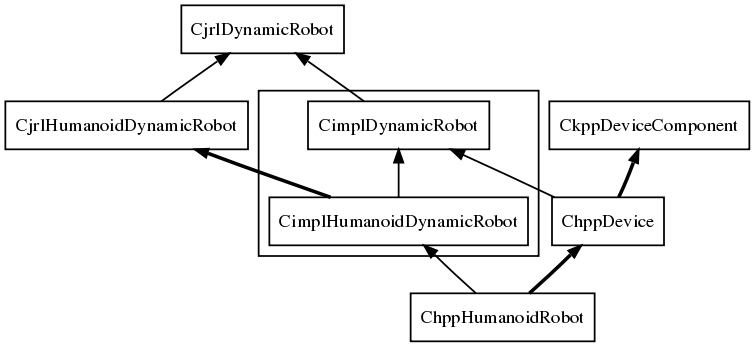 CjrlDynamicRobot
CjrlHumanoidDynamicRobot
CimplDynamicRobot
CkppDeviceComponent
CimplHumanoidDynamicRobot
ChppDevice
ChppHumanoidRobot